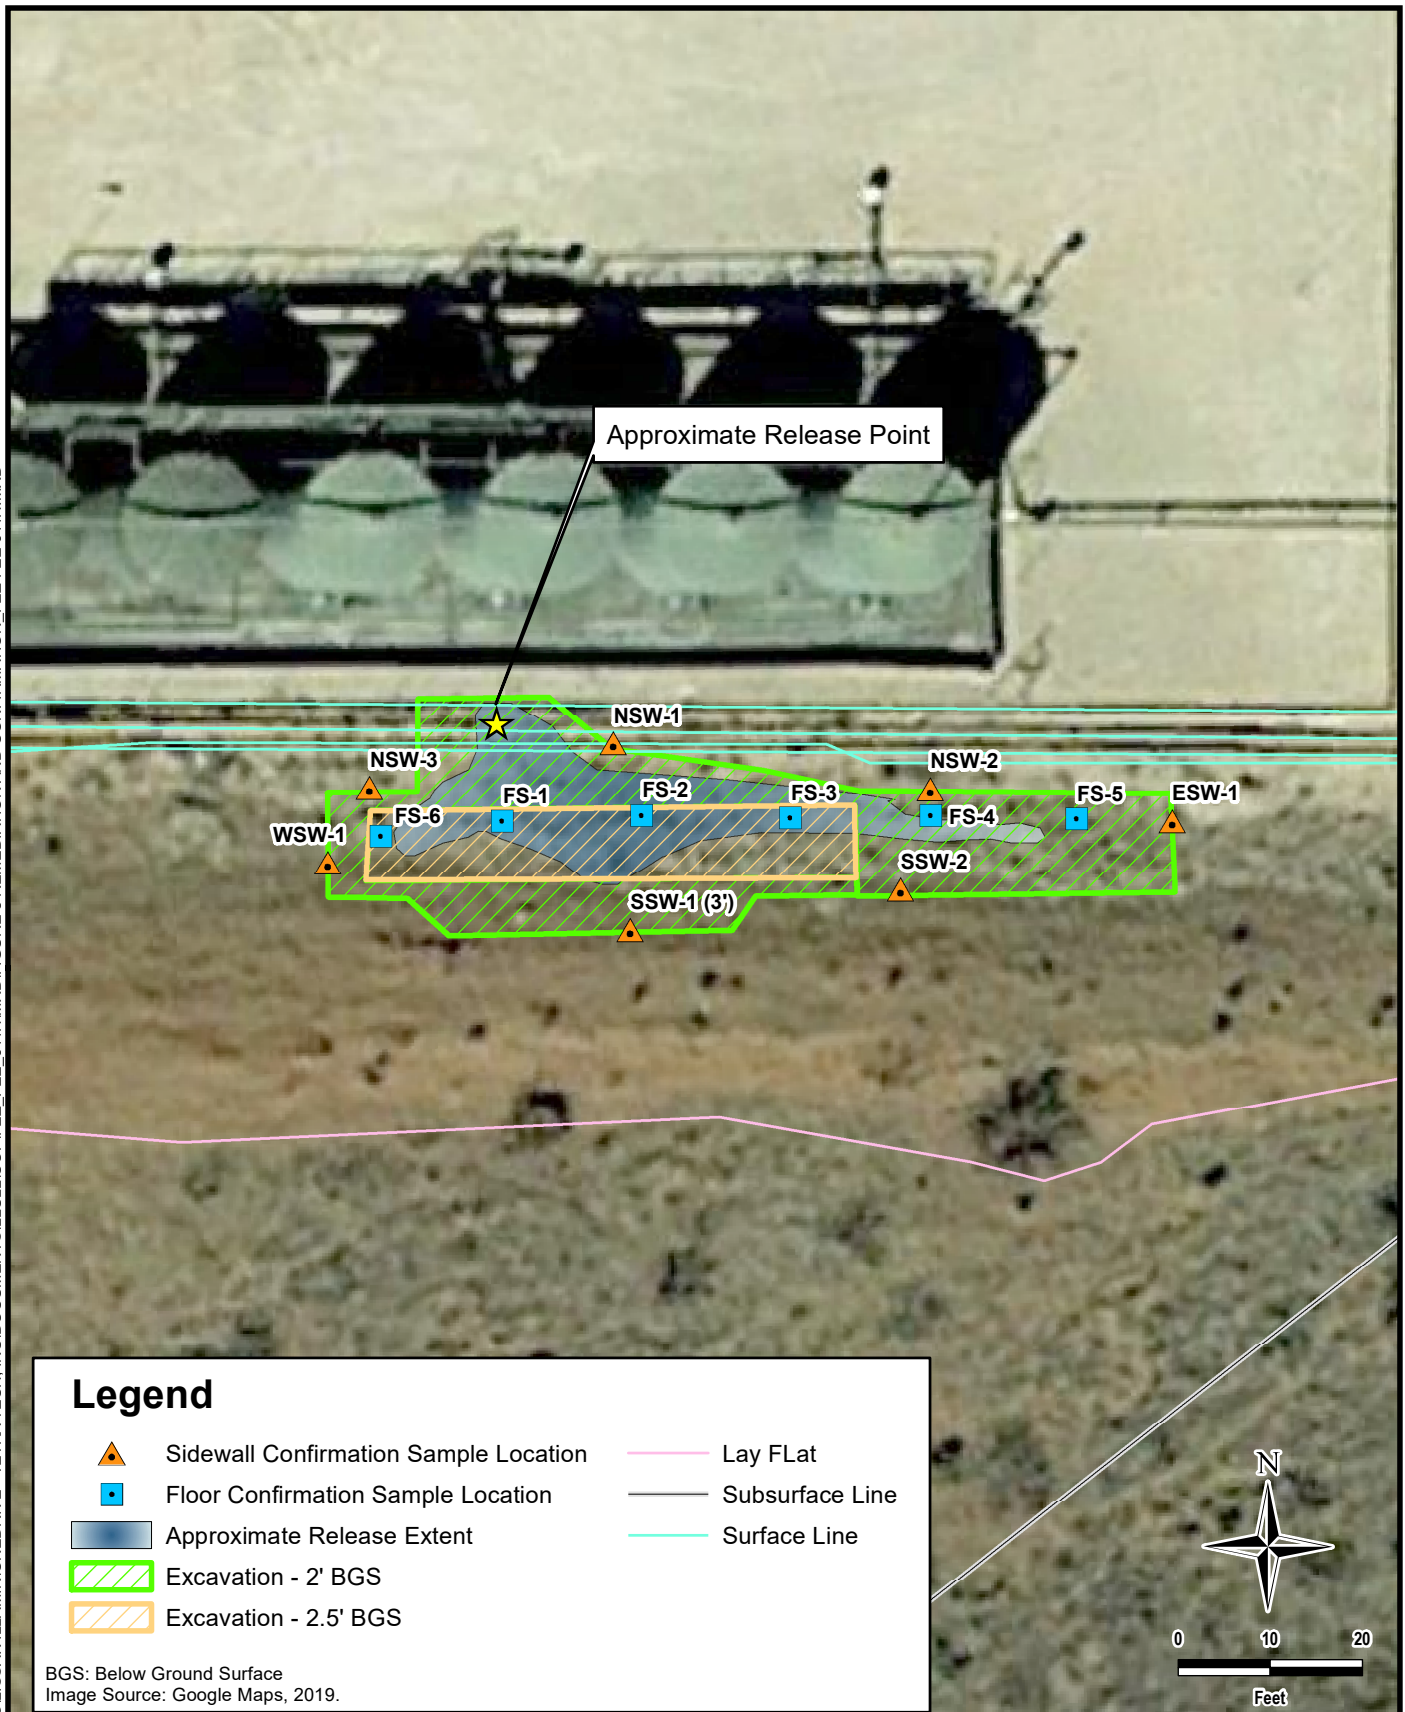 Approximate Release Point
NSW-1
NSW-3
NSW-2
FS-1
FS-2
FS-3
FS-5
ESW-1
FS-6
FS-4
WSW-1
SSW-2
SSW-1 (3')
Legend
Sidewall Confirmation Sample Location
Floor Confirmation Sample Location
Approximate Release Extent
Excavation - 2' BGS
Excavation - 2.5' BGS
Lay FLat
Subsurface Line
Surface Line
BGS: Below Ground Surface
Image Source: Google Maps, 2019.
N
0 10 20
Feet